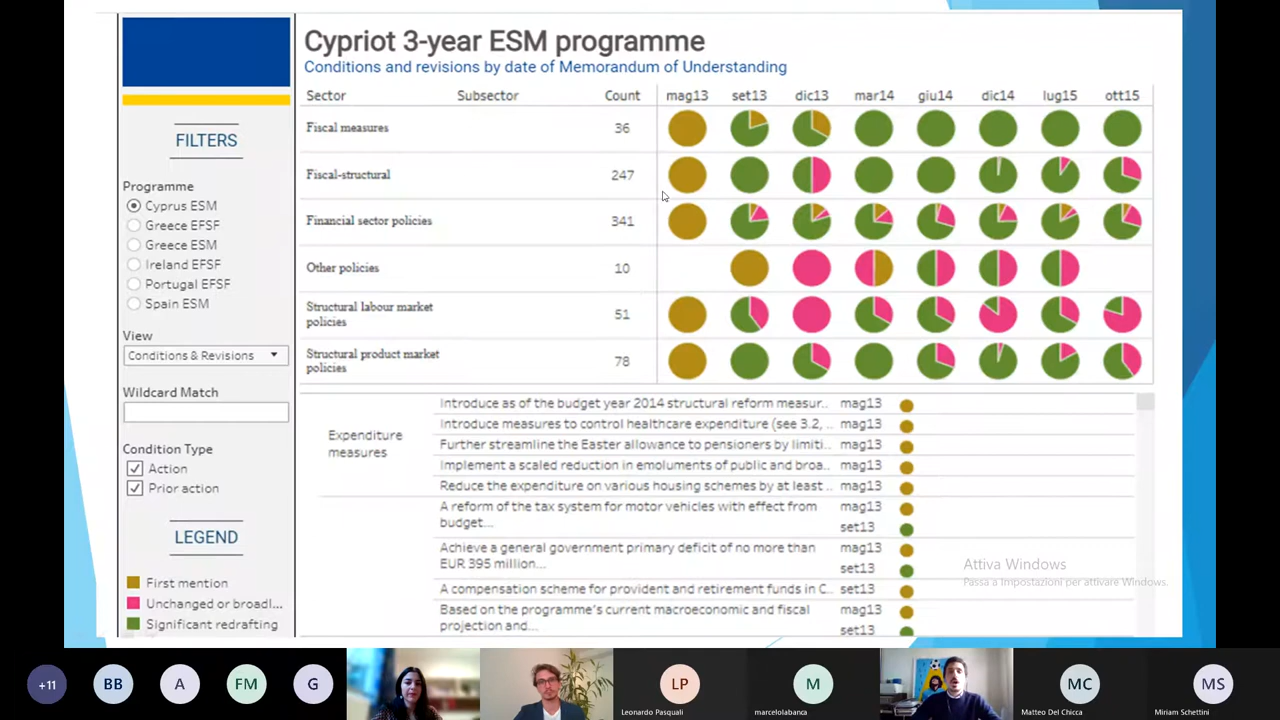 Cypriot 3-year ESM programme
Conditions and revisions by date of Memorandum of Understanding
Sector Subsector Count mag13 set13 dic13 mar14 giu14 dic14 lug15 ott15
Fiscal measures 36
Fiscal-structural 247
Financial sector policies 341
Other policies 10
Structural labour market
policies 51
Structural product market
policies 78
FILTERS
Programme
Cyprus ESM
Greece EFSF
Greece ESM
Ireland EFSF
Portugal EFSF
Spain ESM
View
Conditions & Revisions
Wildcard Match
Condition Type
Action
Prior action
LEGEND
First mention
Unchanged or broadl...
Significant redrafting
Expenditure
measures
Introduce as of the budget year 2014 structural reform measur.. mag13
Introduce measures to control healthcare expenditure (see 3.2, .. mag13
Further streamline the Easter allowance to pensioners by limiti.. mag13
Implement a scaled reduction in emoluments of public and broa.. mag13
Reduce the expenditure on various housing schemes by at least .. mag13
A reform of the tax system for motor vehicles with effect from mag13
budget... set13
Achieve a general government primary deficit of no more than mag13
EUR 395 million... set13
A compensation scheme for provident and retirement funds in C.. set13
Based on the programme's current macroeconomic and fiscal mag13
projection and... set13
Attiva Windows
Passa a Impostazioni per attivare Windows.
+11 BB A FM G LP M MC MS
Leonardo Pasquali marcelolabanca Matteo Del Chicca Miriam Schettini